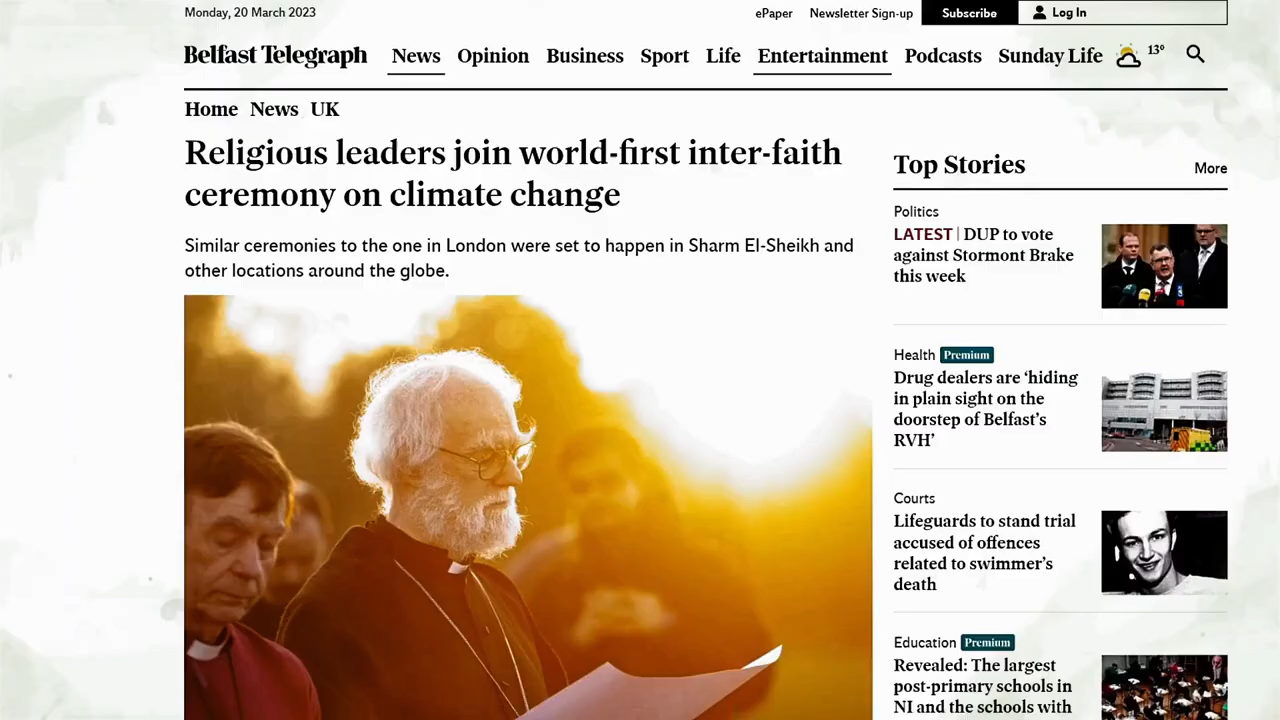 Monday, 20 March 2023
ePaper Newsletter Sign-up Subscribe Log In
Belfast Telegraph News Opinion Business Sport Life Entertainment Podcasts Sunday Life 13°
Home News UK
Religious leaders join world-first inter-faith
ceremony on climate change
Similar ceremonies to the one in London were set to happen in Sharm El-Sheikh and
other locations around the globe.
Top Stories More
Politics
LATEST | DUP to vote
against Stormont Brake
this week
Health Premium
Drug dealers are ‘hiding
in plain sight on the
doorstep of Belfast’s
RVH’
Courts
Lifeguards to stand trial
accused of offences
related to swimmer’s
death
Education Premium
Revealed: The largest
post-primary schools in
NI and the schools with